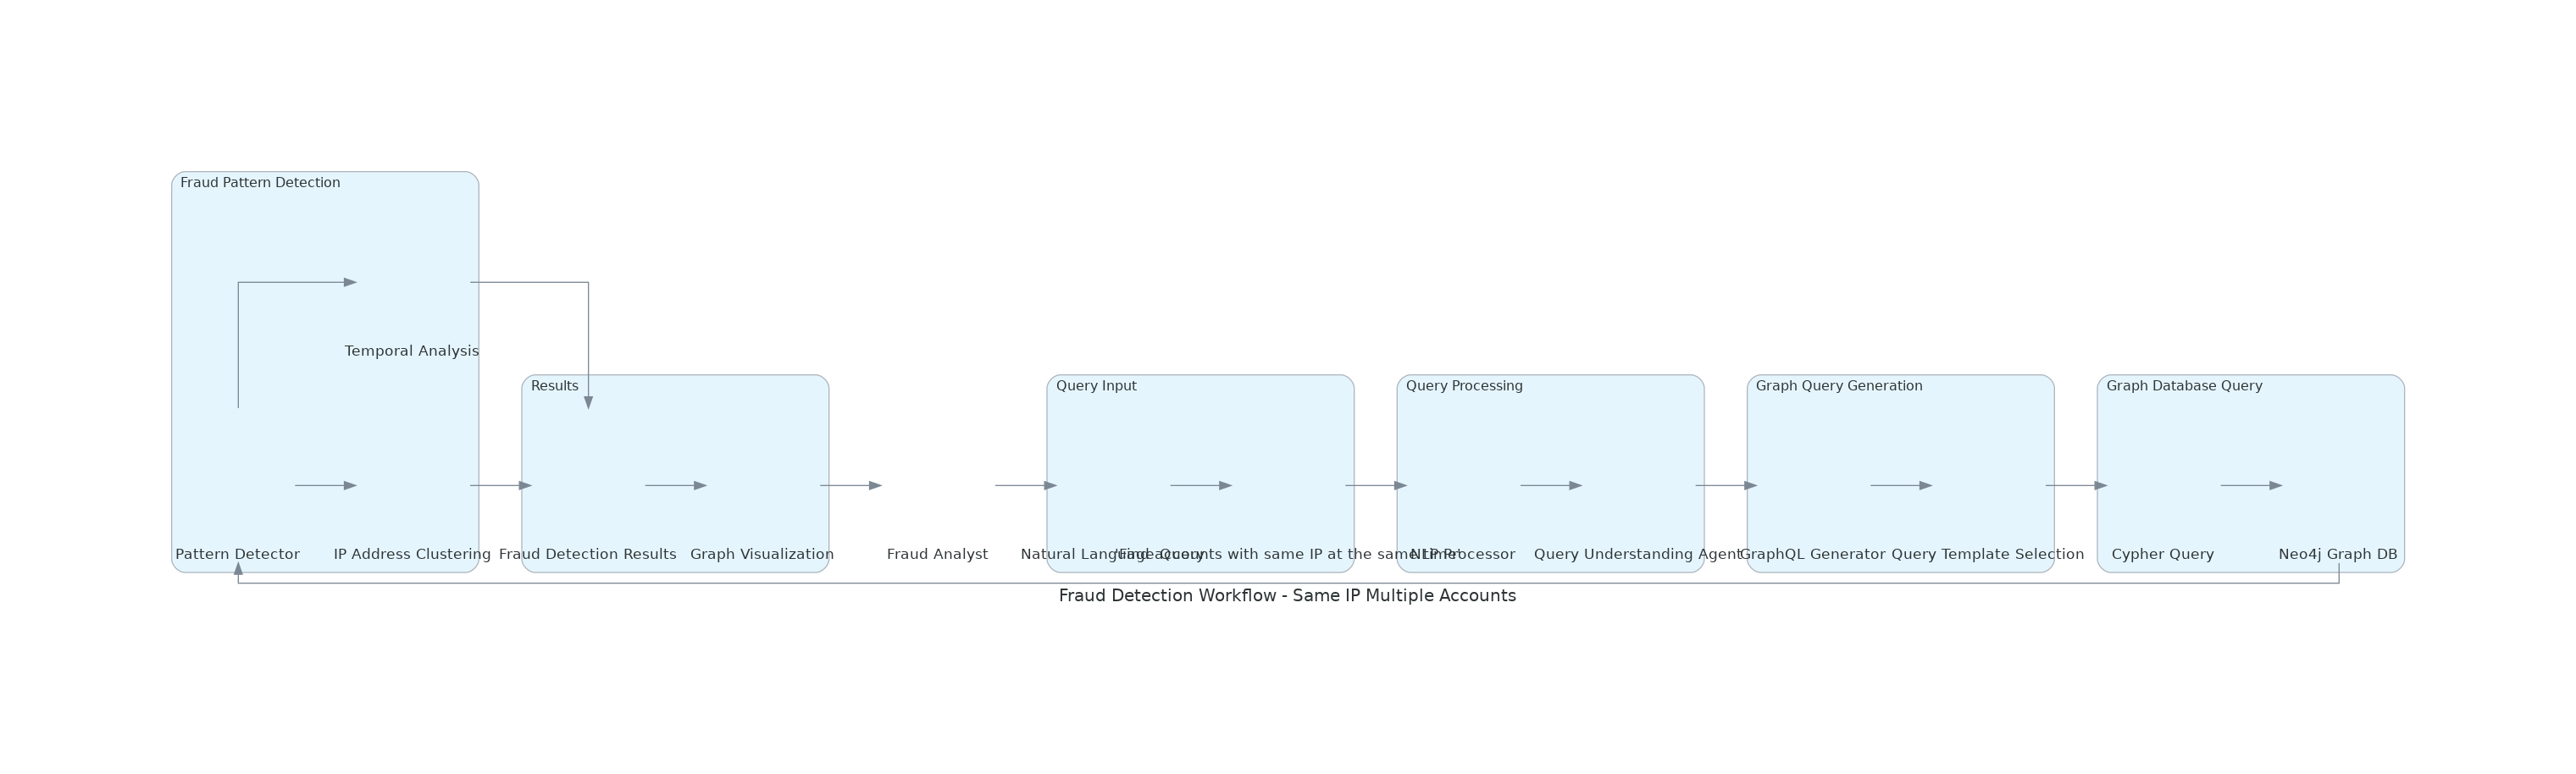 Fraud Pattern Detection
Temporal Analysis
Results
Query Input
Query Processing
Graph Query Generation
Graph Database Query
Pattern Detector
IP Address Clustering
Fraud Detection Results
Graph Visualization
Fraud Analyst
Natural Language Query
'Find accounts with same IP at the same time'
NLP Processor
Query Understanding Agent
GraphQL Generator
Query Template Selection
Cypher Query
Neo4j Graph DB
Fraud Detection Workflow - Same IP Multiple Accounts